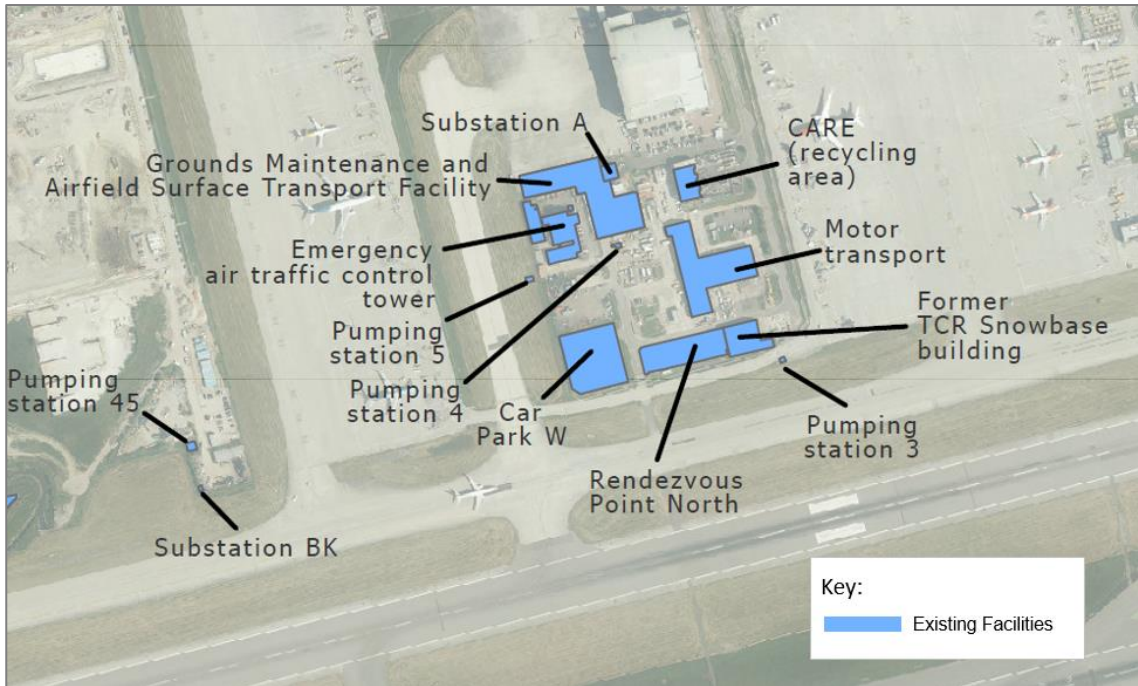 Substation A
Grounds Maintenance and
Airfield Surface Transport Facility
CARE
(recycling
area)
Emergency
air traffic control
tower
Motor
transport
Former
TCR Snowbase
building
Pumping
station 5
Pumping
station 4
Pumping
station 45
Car
Park W
Pumping
station 3
Rendezvous
Point North
Substation BK
Key:
Existing Facilities